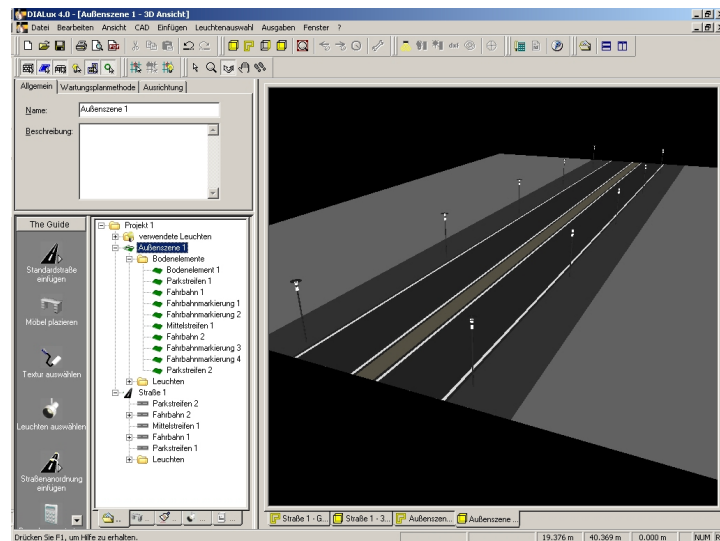 DIALux 4.0 - [Außenszene 1 - 3D Ansicht]
Datei Bearbeiten Ansicht CAD Einfügen Leuchtenauswahl Ausgaben Fenster ?
Allgemein Wartungsplanmethode Ausrichtung
Name: Außenszene 1
Beschreibung:
The Guide
Standardstraße
einfügen
Möbel plazieren
Textur auswählen
Leuchten auswählen
Straßenanordnung
einfügen
Projekt 1
verwendete Leuchten
Außenszene 1
Bodenelemente
Bodenelement 1
Parkstreifen 1
Fahrbahn 1
Fahrbahnmarkierung 1
Fahrbahnmarkierung 2
Mittelstreifen 1
Fahrbahn 2
Fahrbahnmarkierung 3
Fahrbahnmarkierung 4
Parkstreifen 2
Leuchten
Straße 1
Parkstreifen 2
Fahrbahn 2
Mittelstreifen 1
Fahrbahn 1
Parkstreifen 1
Leuchten
Straße 1 - G... Straße 1 - 3... Außenszen... Außenszene ...
Drücken Sie F1, um Hilfe zu erhalten. 19.376 m 40.369 m 0.000 m NUM